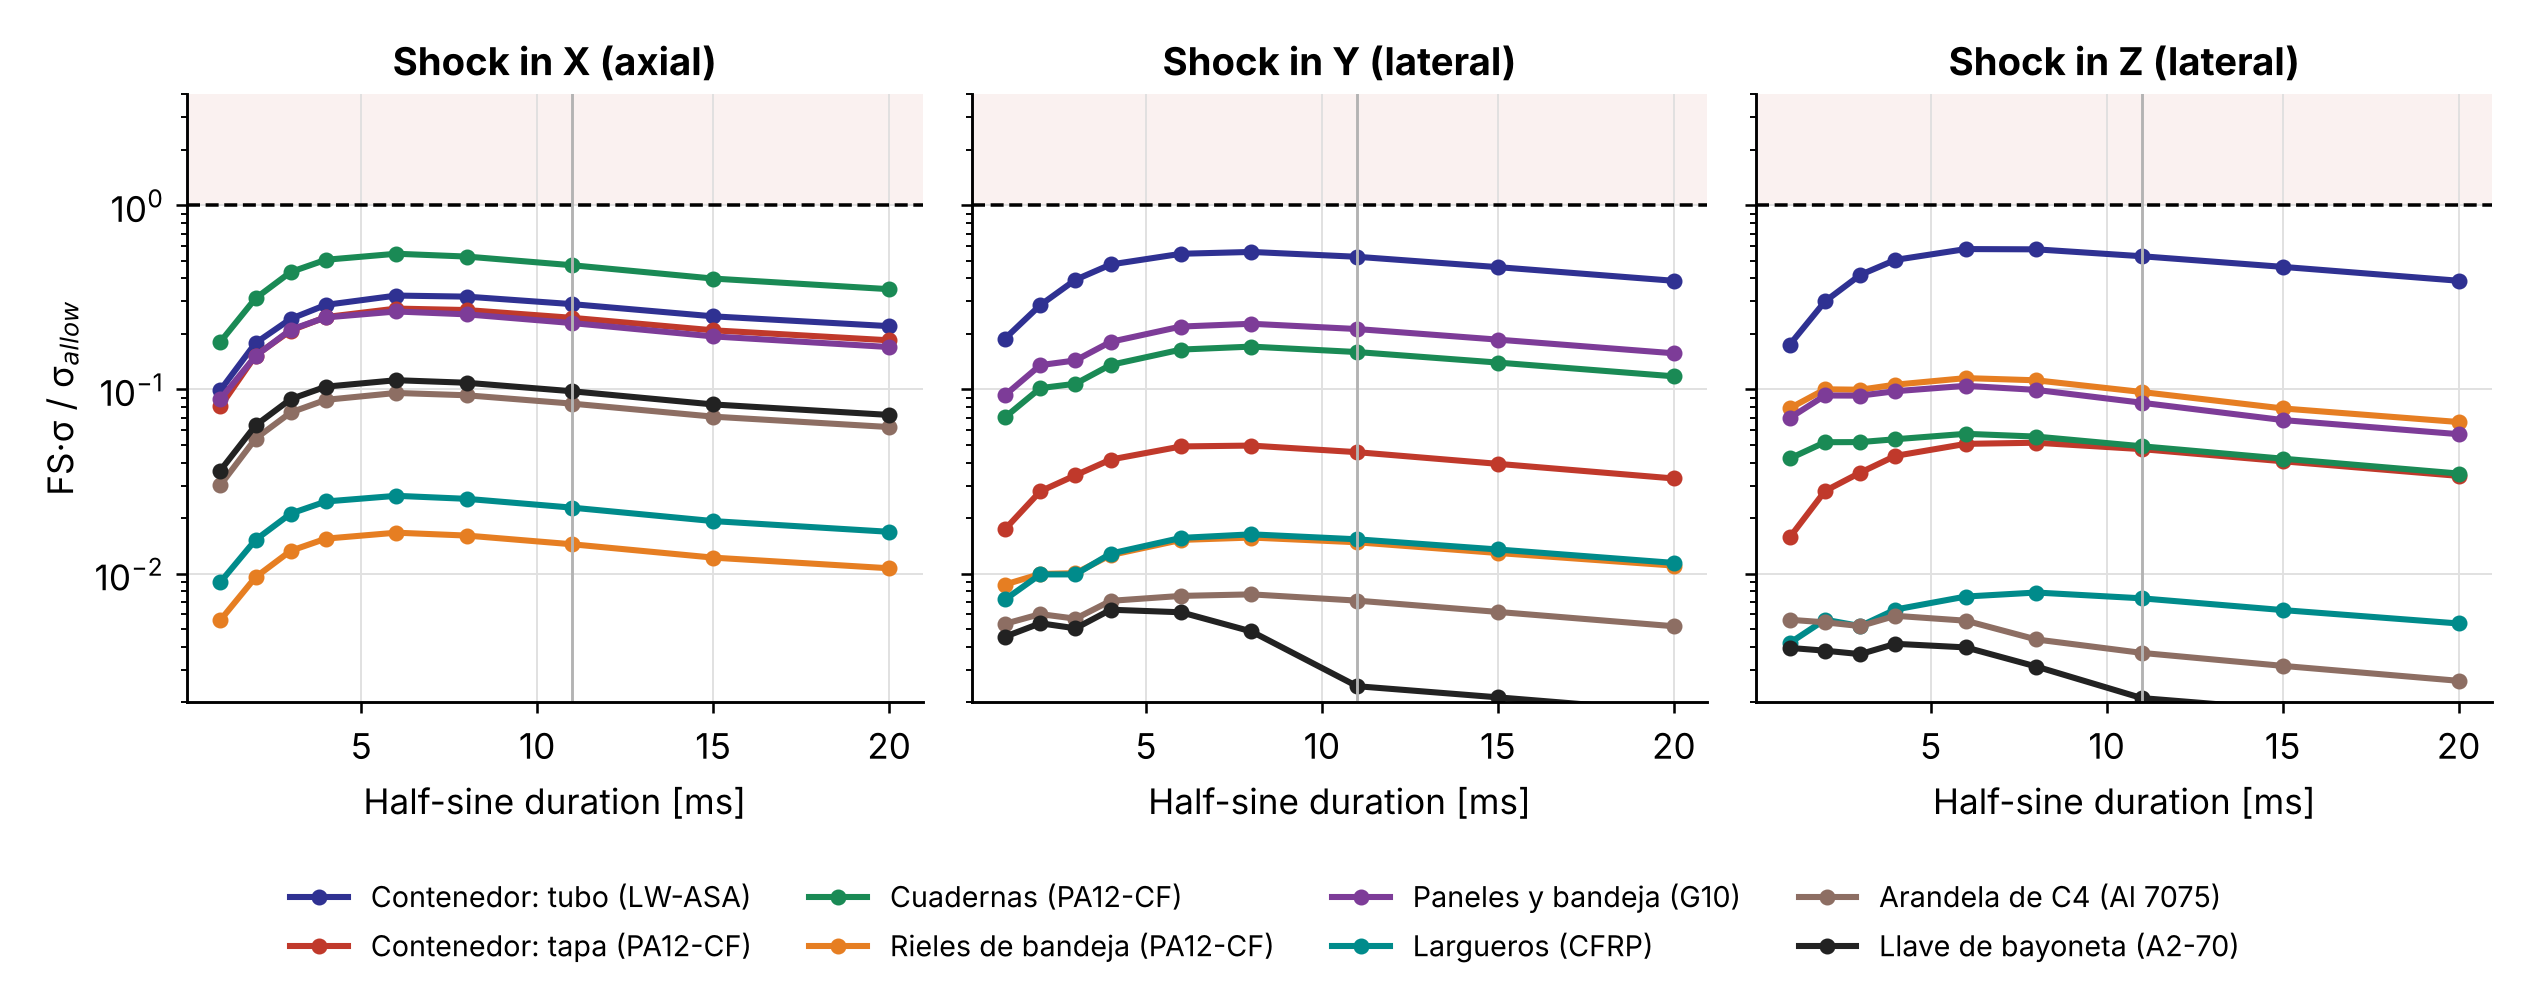 Shock in X (axial)
Shock in Y (lateral)
Shock in Z (lateral)
FS·σ / σ_allow
10^0
10^−1
10^−2
5 10 15 20
5 10 15 20
5 10 15 20
Half-sine duration [ms]
Half-sine duration [ms]
Half-sine duration [ms]
Contenedor: tubo (LW-ASA)
Contenedor: tapa (PA12-CF)
Cuadernas (PA12-CF)
Rieles de bandeja (PA12-CF)
Paneles y bandeja (G10)
Largueros (CFRP)
Arandela de C4 (Al 7075)
Llave de bayoneta (A2-70)